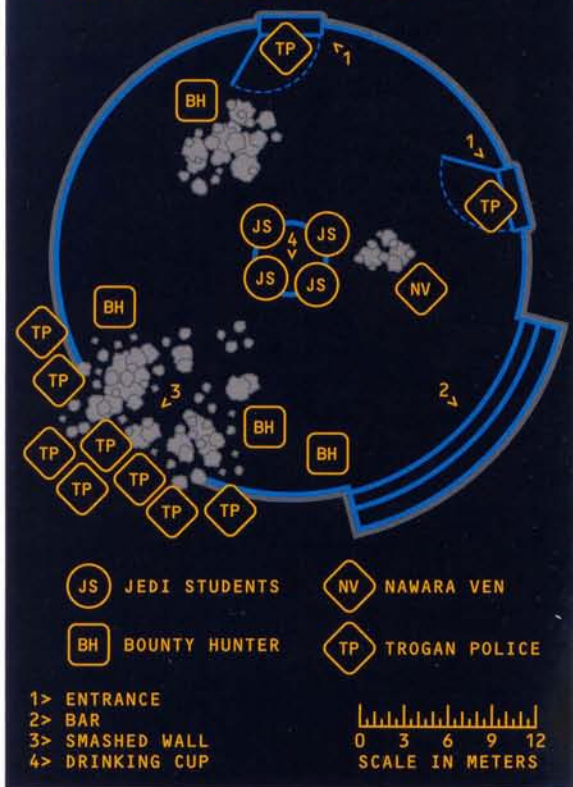 TP
1
BH
1
TP
JS
4
JS
JS
JS
NV
BH
TP
TP
3
2
BH
BH
TP
TP
TP
TP
TP
TP
JS JEDI STUDENTS
NV NAWARA VEN
BH BOUNTY HUNTER
TP TROGAN POLICE
1> ENTRANCE
2> BAR
3> SMASHED WALL
4> DRINKING CUP
0 3 6 9 12
SCALE IN METERS